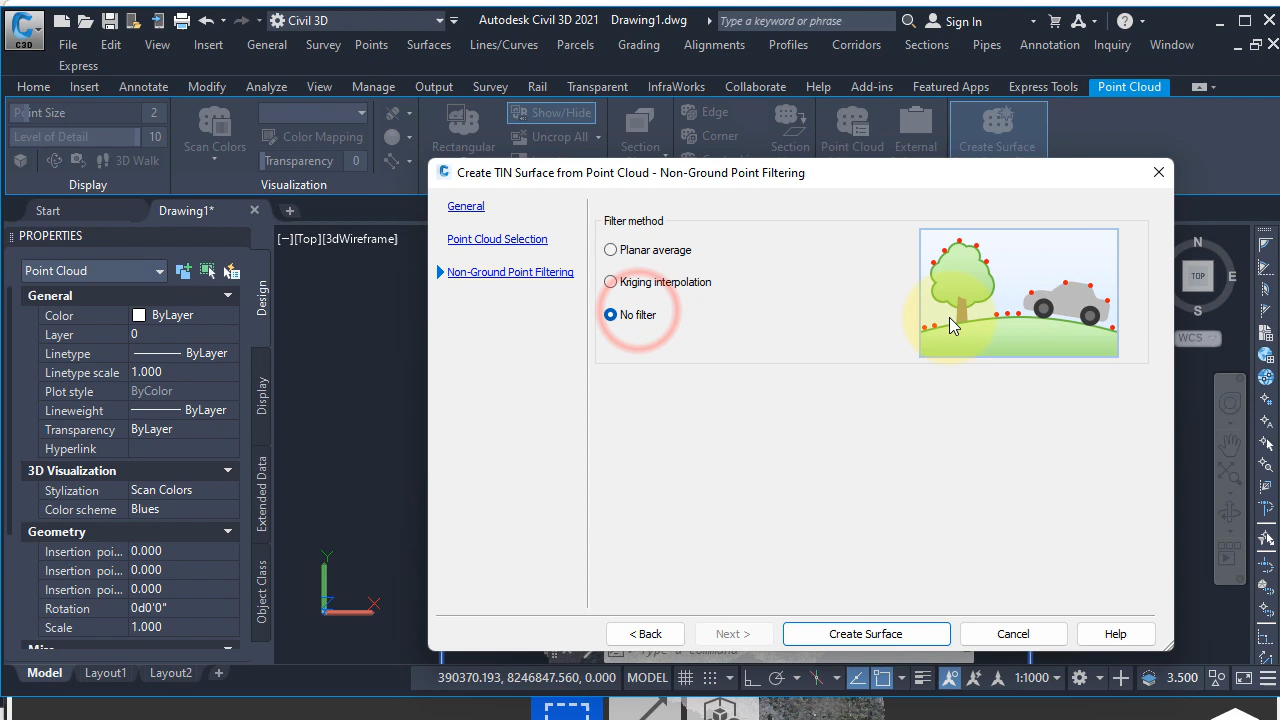 Civil 3D
Autodesk Civil 3D 2021 Drawing1.dwg
Type a keyword or phrase
Sign In
C3D
File Edit View Insert General Survey Points Surfaces Lines/Curves Parcels Grading Alignments Profiles Corridors Sections Pipes Annotation Inquiry Window
Express
Home Insert Annotate Modify Analyze View Manage Output Survey Rail Transparent InfraWorks Collaborate Help Add-ins Featured Apps Express Tools Point Cloud
Point Size 2
Level of Detail 10
3D Walk
Display
Scan Colors
Color Mapping
Transparency 0
Visualization
Rectangular
Show/Hide
Uncrop All
Section
Edge
Corner
Section
Point Cloud
External
Create Surface
Start
Drawing1*
PROPERTIES
Point Cloud
General
Color ByLayer
Layer 0
Linetype ByLayer
Linetype scale 1.000
Plot style ByColor
Lineweight ByLayer
Transparency ByLayer
Hyperlink
3D Visualization
Stylization Scan Colors
Color scheme Blues
Geometry
Insertion poi... 0.000
Insertion poi... 0.000
Insertion poi... 0.000
Rotation 0d0'0"
Scale 1.000
Design
Display
Extended Data
Object Class
[−][Top][3dWireframe]
Y
X
Create TIN Surface from Point Cloud - Non-Ground Point Filtering
General
Point Cloud Selection
Non-Ground Point Filtering
Filter method
Planar average
Kriging interpolation
No filter
< Back
Next >
Create Surface
Cancel
Help
N
TOP
E
S
WCS
Type a command
Model Layout1 Layout2
390370.193, 8246847.560, 0.000 MODEL
1:1000
3.500